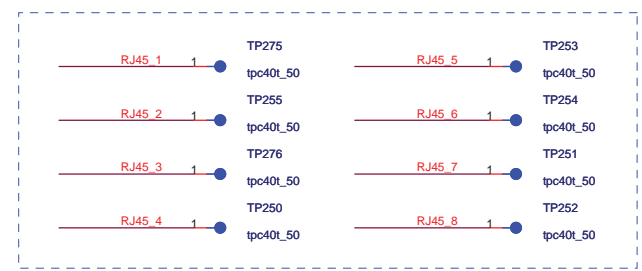 TP275
RJ45_1 1
tpc40t_50
TP255
RJ45_2 1
tpc40t_50
TP276
RJ45_3 1
tpc40t_50
TP250
RJ45_4 1
tpc40t_50
TP253
RJ45_5 1
tpc40t_50
TP254
RJ45_6 1
tpc40t_50
TP251
RJ45_7 1
tpc40t_50
TP252
RJ45_8 1
tpc40t_50